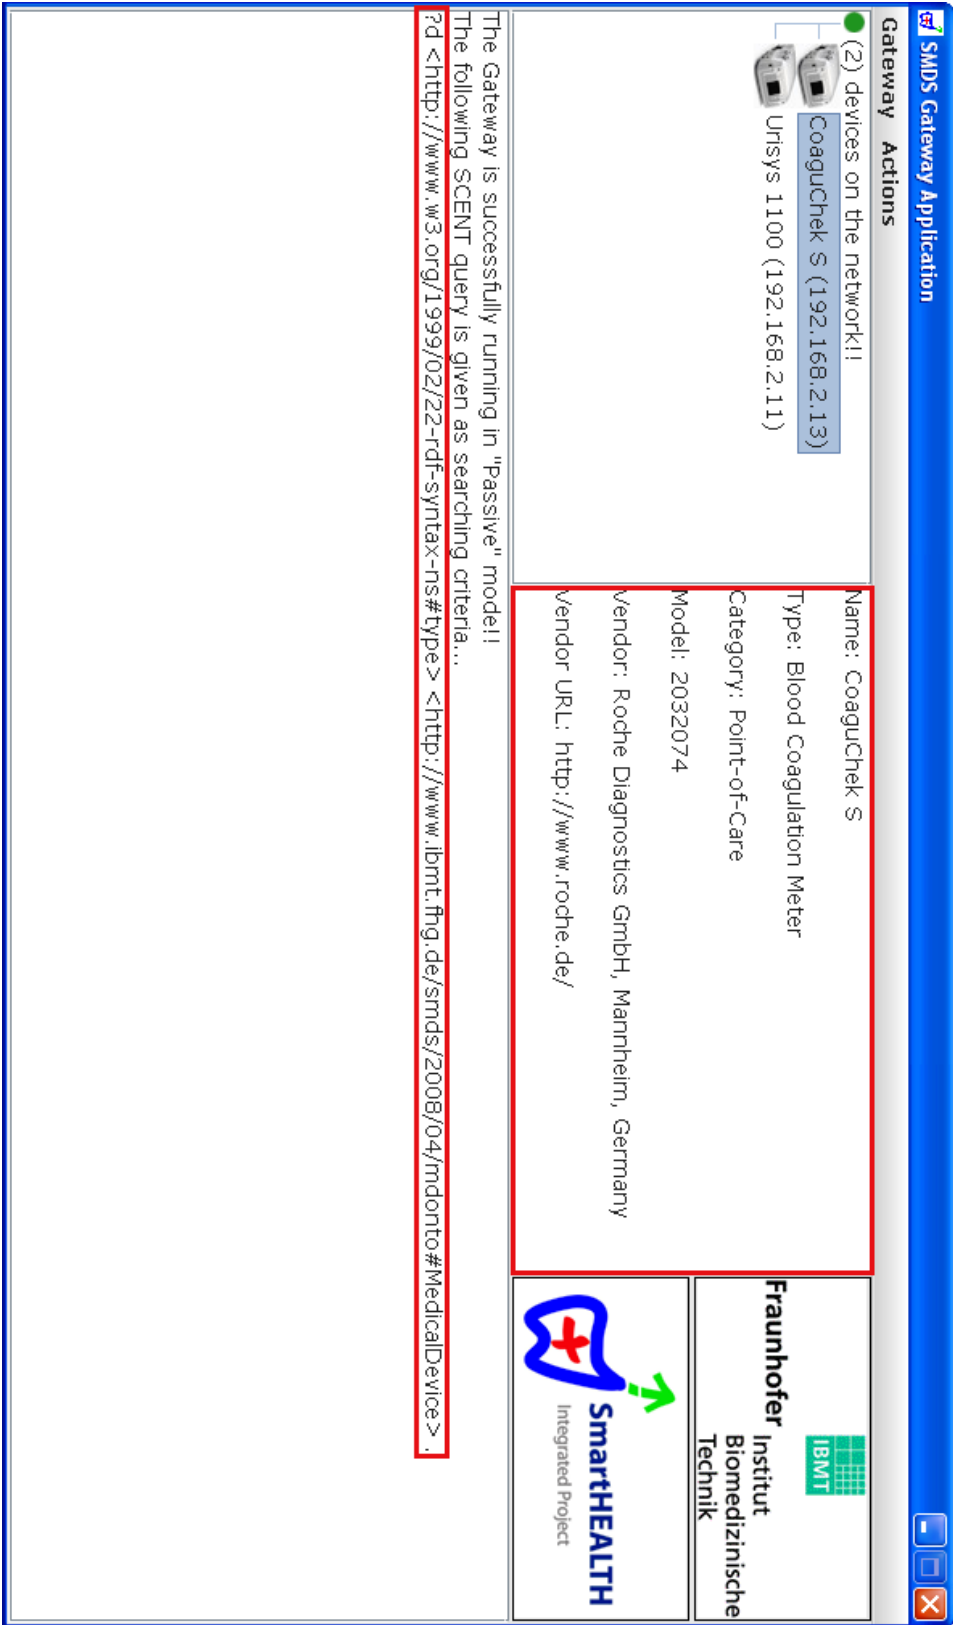 SMDS Gateway Application
Gateway Actions
(2) devices on the network!!
CoaguChek S (192.168.2.13)
Urisys 1100 (192.168.2.11)
Name: CoaguChek S
Type: Blood Coagulation Meter
Category: Point-of-Care
Model: 2032074
Vendor: Roche Diagnostics GmbH, Mannheim, Germany
Vendor URL: http://www.roche.de/
IBMT
Fraunhofer Institut
Biomedizinische
Technik
SmartHEALTH
Integrated Project
The Gateway is successfully running in "Passive" mode!!
The following SCENT query is given as searching criteria...
?d <http://www.w3.org/1999/02/22-rdf-syntax-ns#type> <http://www.ibmt.fhg.de/smds/2008/04/mdonto#MedicalDevice> .